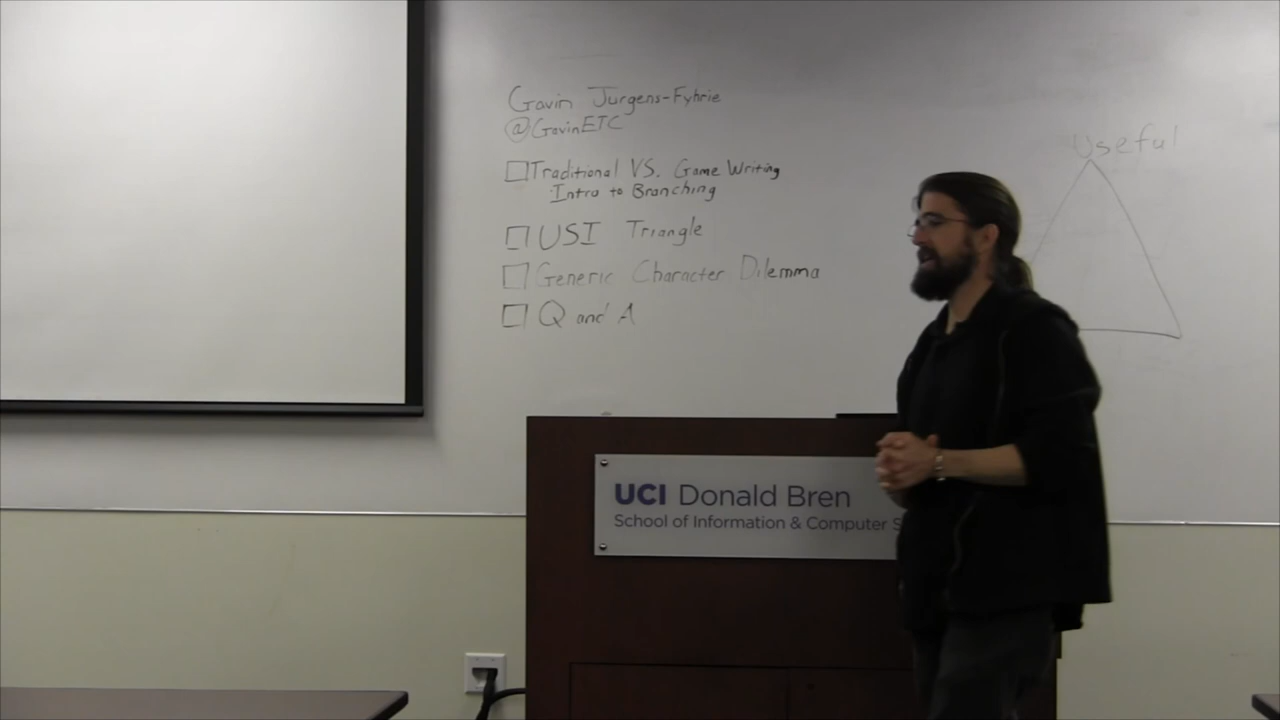 Gavin Jurgens-Fyhrie
@GavinETC
Traditional VS. Game Writing
Intro to Branching
USI Triangle
Generic Character Dilemma
Q and A
Useful
UCI Donald Bren
School of Information & Computer S